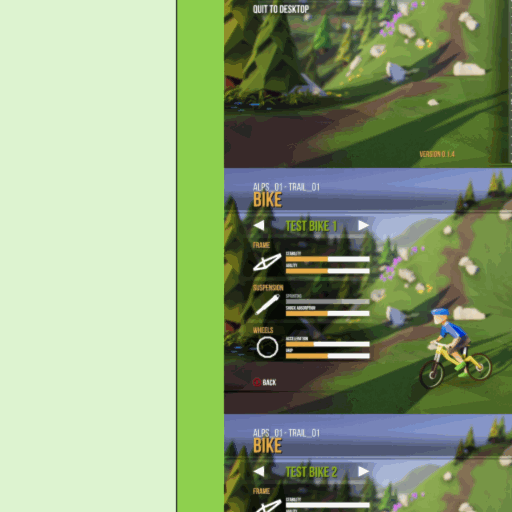 QUIT TO DESKTOP
VERSION 0.1.4
ALPS_01 - TRAIL_01
BIKE
TEST BIKE 1
FRAME
STABILITY
AGILITY
SUSPENSION
SHOCK ABSORPTION
WHEELS
ACCELERATION
GRIP
BACK
ALPS_01 - TRAIL_01
BIKE
TEST BIKE 2
FRAME
STABILITY